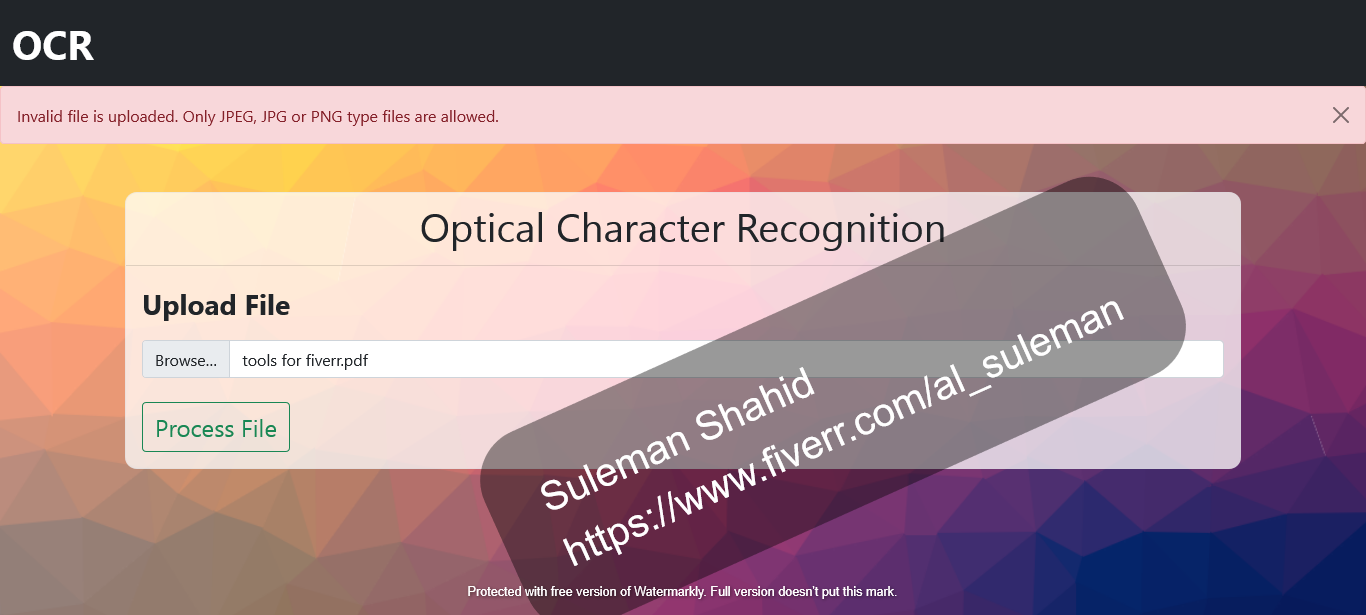 OCR
Invalid file is uploaded. Only JPEG, JPG or PNG type files are allowed.
Optical Character Recognition
Upload File
Browse... tools for fiverr.pdf
Process File
Suleman Shahid
https://www.fiverr.com/al_suleman
Protected with free version of Watermarkly. Full version doesn't put this mark.